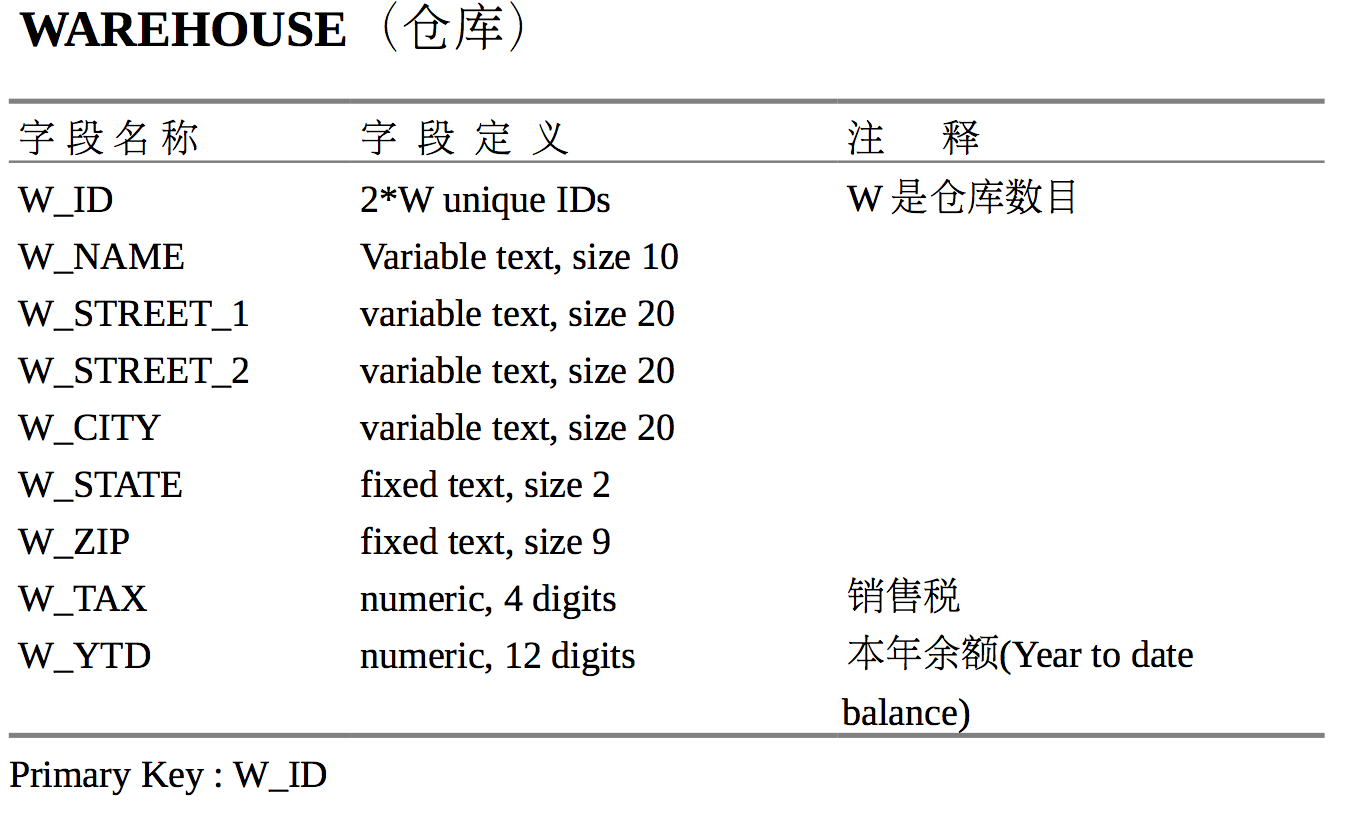 WAREHOUSE（仓库）
字段名称 字段定义 注释
W_ID 2*W unique IDs W 是仓库数目
W_NAME Variable text, size 10
W_STREET_1 variable text, size 20
W_STREET_2 variable text, size 20
W_CITY variable text, size 20
W_STATE fixed text, size 2
W_ZIP fixed text, size 9
W_TAX numeric, 4 digits 销售税
W_YTD numeric, 12 digits 本年余额(Year to date
balance)
Primary Key : W_ID